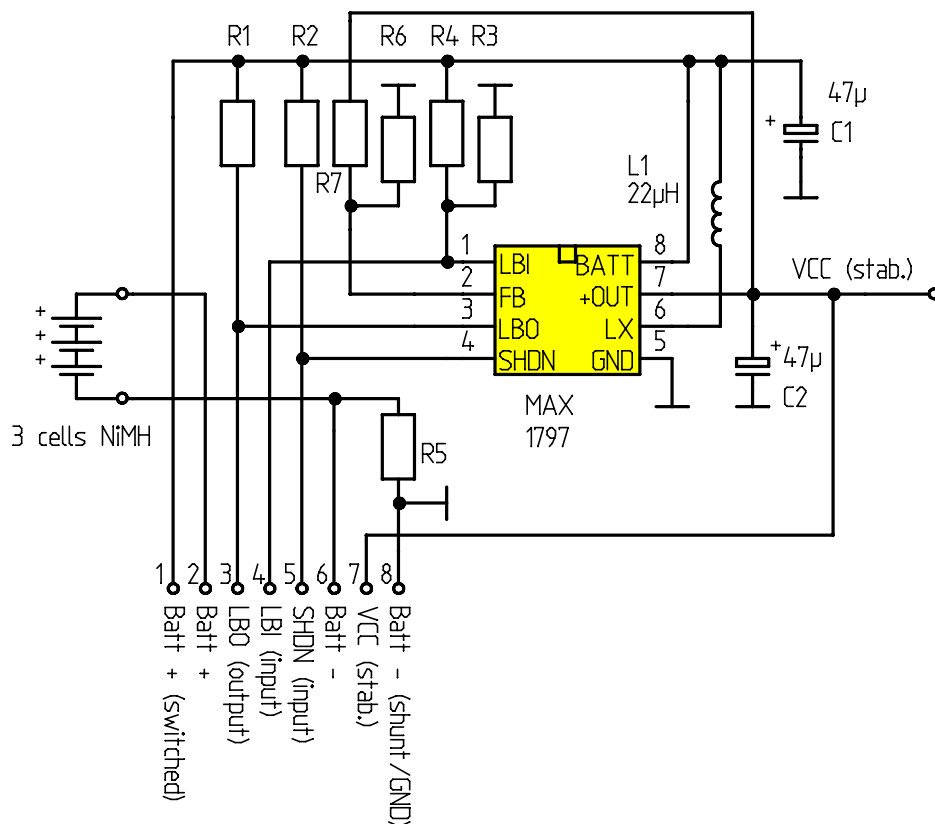 R1 R2 R6 R4 R3
47µ
+ C1
R7
L1
22µH
1 LBI BATT 8
2 FB +OUT 7
3 LBO LX 6
4 SHDN GND 5
VCC (stab.)
+
+
+
+ 47µ
C2
MAX
1797
3 cells NiMH
R5
1 2 3 4 5 6 7 8
Batt + (switched)
Batt +
LBO (output)
LBI (input)
SHDN (input)
Batt -
VCC (stab.)
Batt - (shunt/GND)